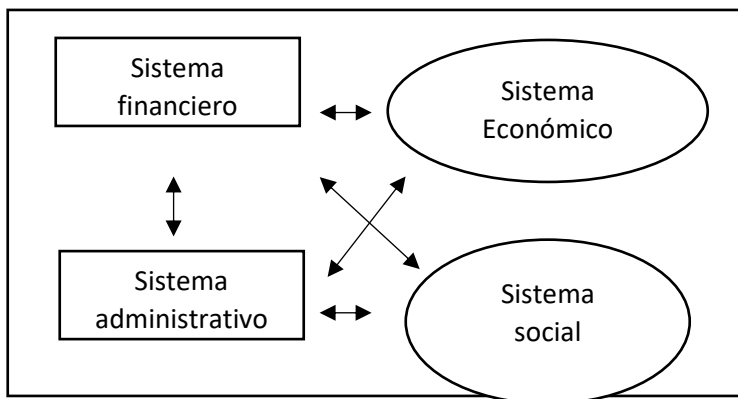 Sistema
financiero
Sistema
Económico
Sistema
administrativo
Sistema
social